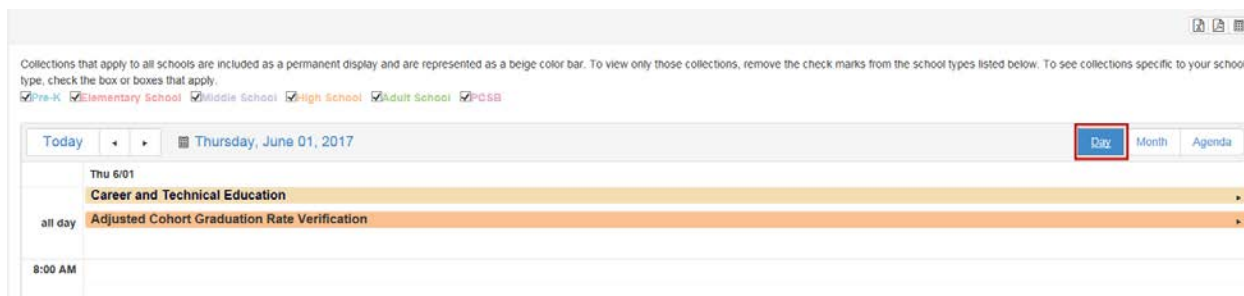 Collections that apply to all schools are included as a permanent display and are represented as a beige color bar. To view only those collections, remove the check marks from the school types listed below. To see collections specific to your school
type, check the box or boxes that apply.
Pre-K Elementary School Middle School High School Adult School PCSB
Today Thursday, June 01, 2017 Day Month Agenda
Thu 6/01
Career and Technical Education
all day Adjusted Cohort Graduation Rate Verification
8:00 AM